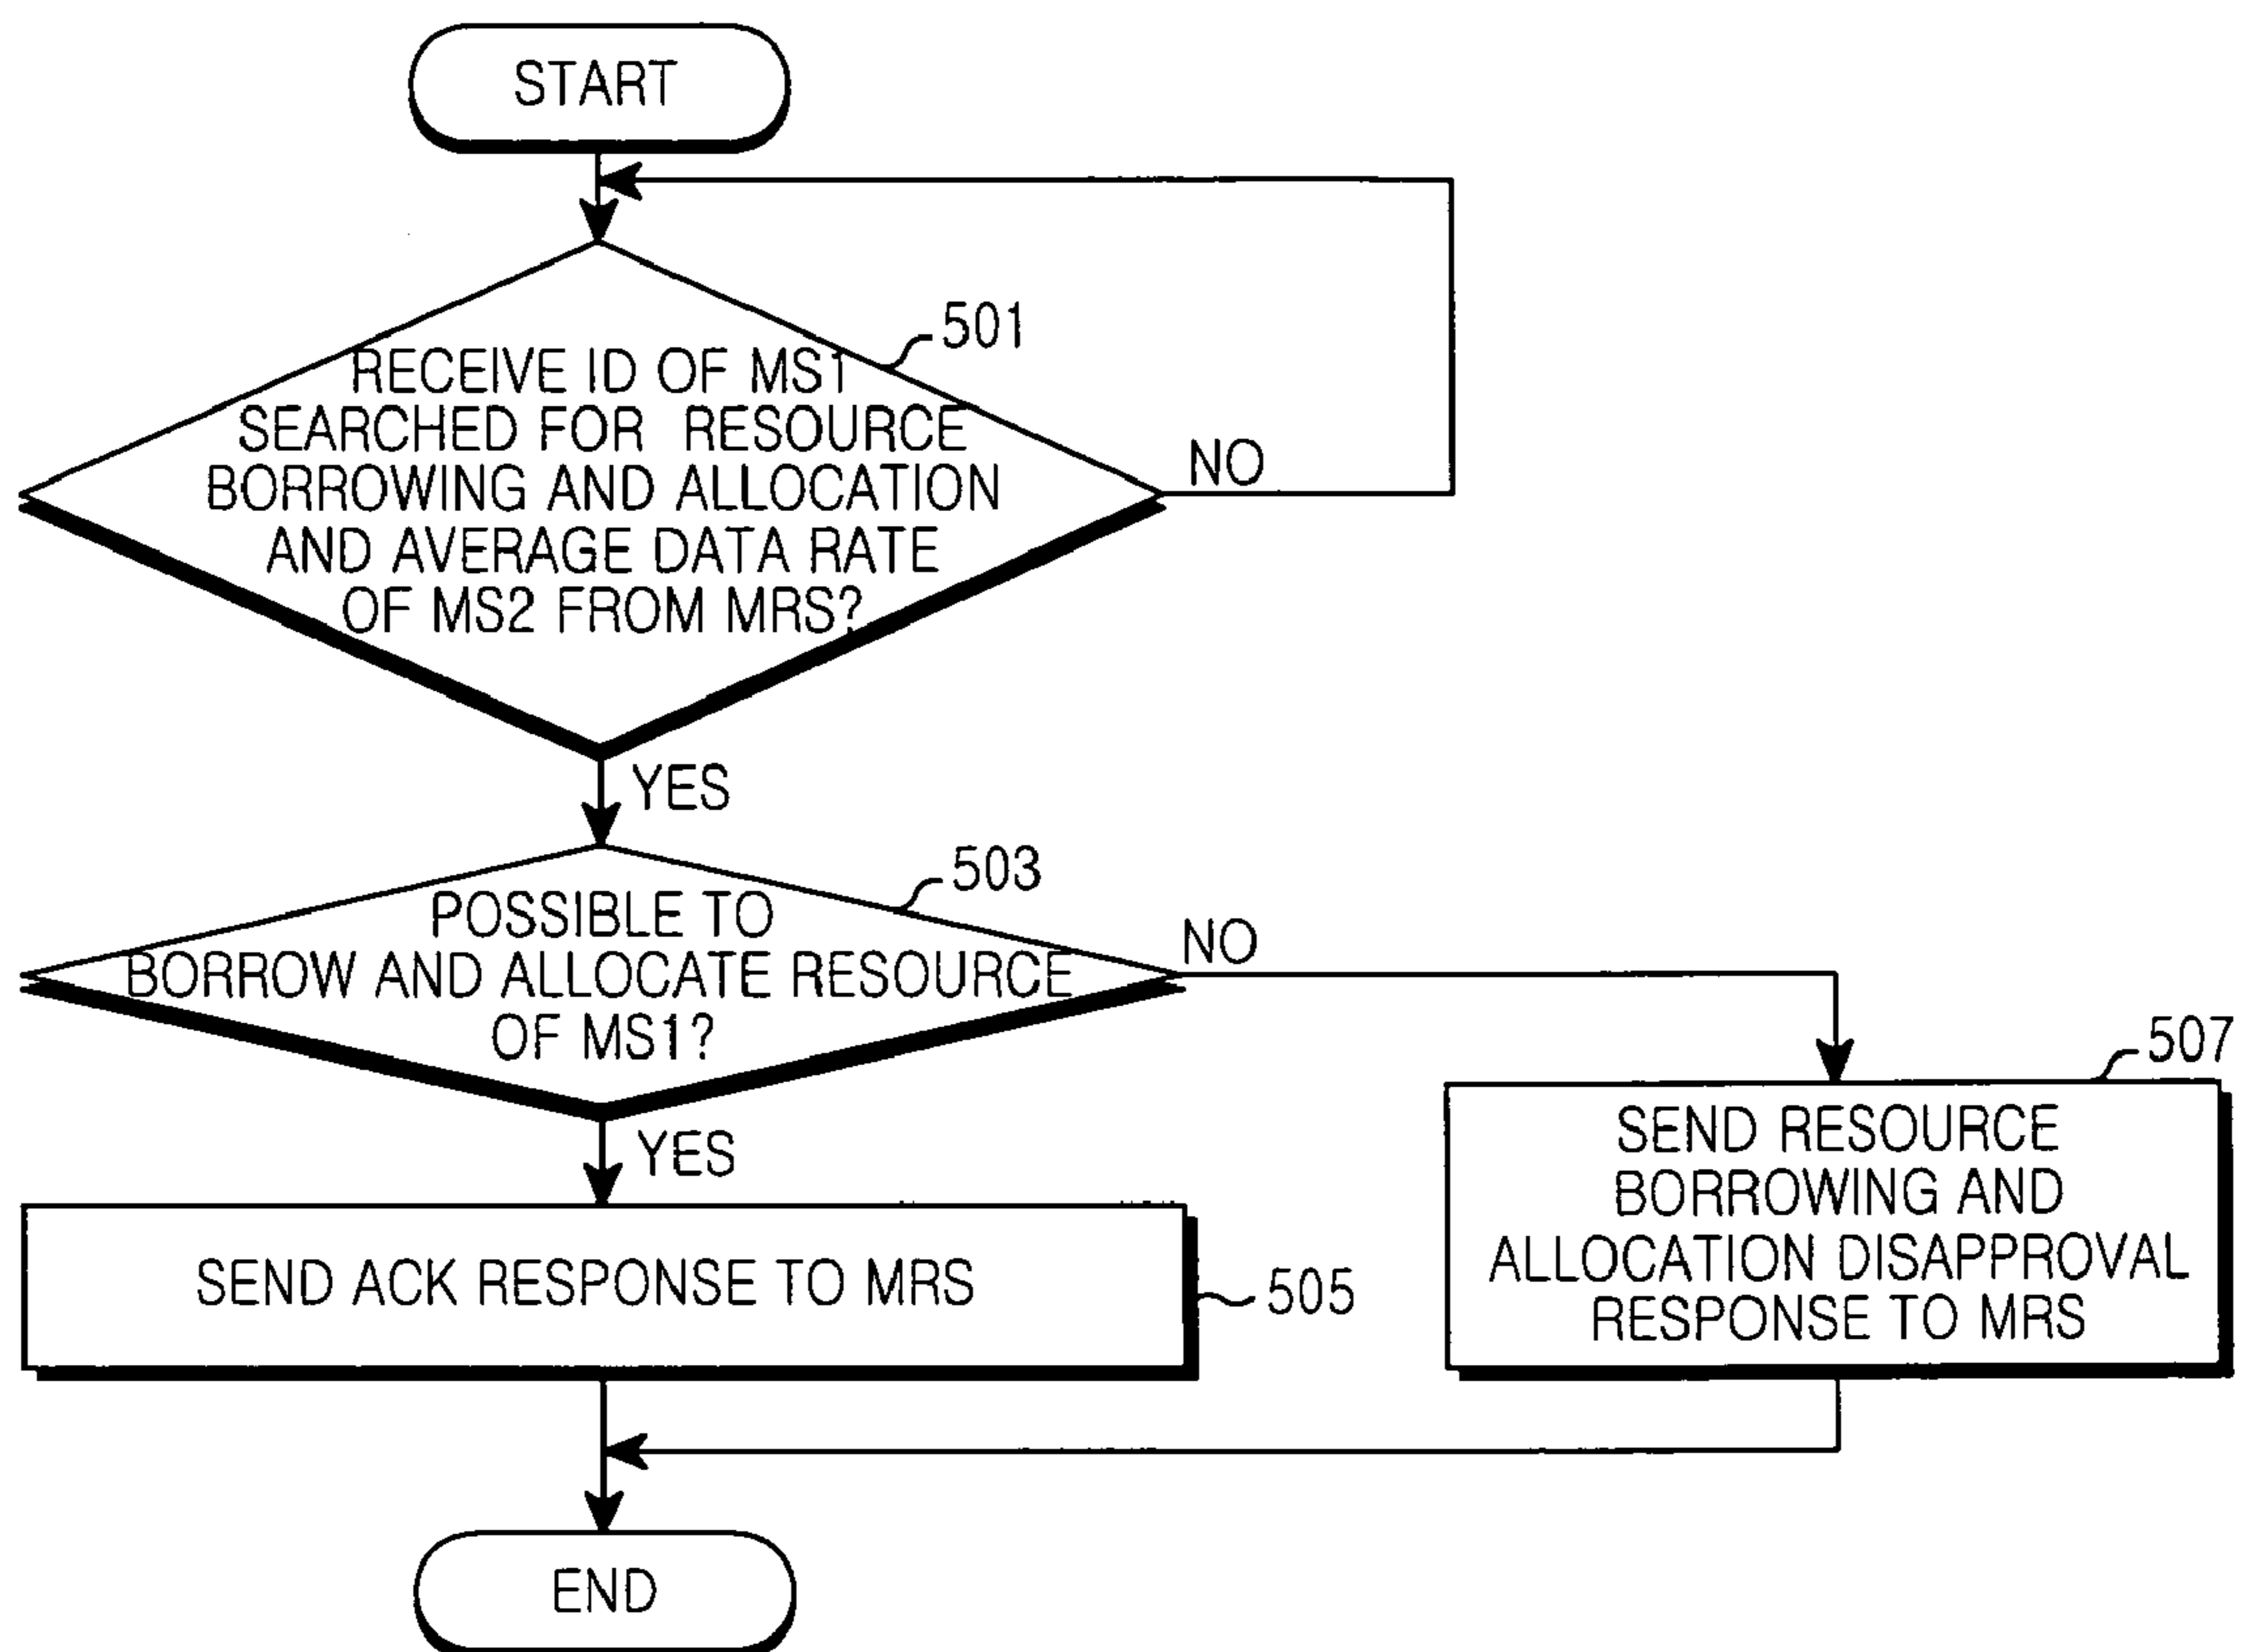 START
501
RECEIVE ID OF MS1
SEARCHED FOR RESOURCE
BORROWING AND ALLOCATION
AND AVERAGE DATA RATE
OF MS2 FROM MRS?
NO
YES
503
POSSIBLE TO
BORROW AND ALLOCATE RESOURCE
OF MS1?
NO
YES
507
SEND RESOURCE
BORROWING AND
ALLOCATION DISAPPROVAL
RESPONSE TO MRS
SEND ACK RESPONSE TO MRS
505
END